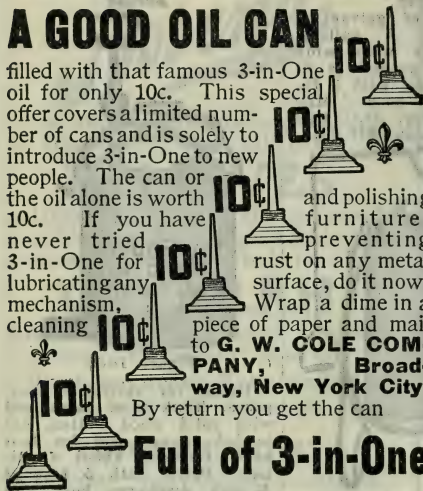 A GOOD OIL CAN
10¢
filled with that famous 3-in-One
oil for only 10c. This special
offer covers a limited num-
ber of cans and is solely to
10¢
introduce 3-in-One to new
people. The can or
the oil alone is worth
10¢
10c. If you have
never tried
3-in-One for
10¢
lubricating any
mechanism,
cleaning
10¢
and polishing
furniture
preventing
rust on any meta
surface, do it now
Wrap a dime in a
piece of paper and mai
to G. W. COLE COM
PANY, Broad-
way, New York City
10¢
By return you get the can
Full of 3-in-One